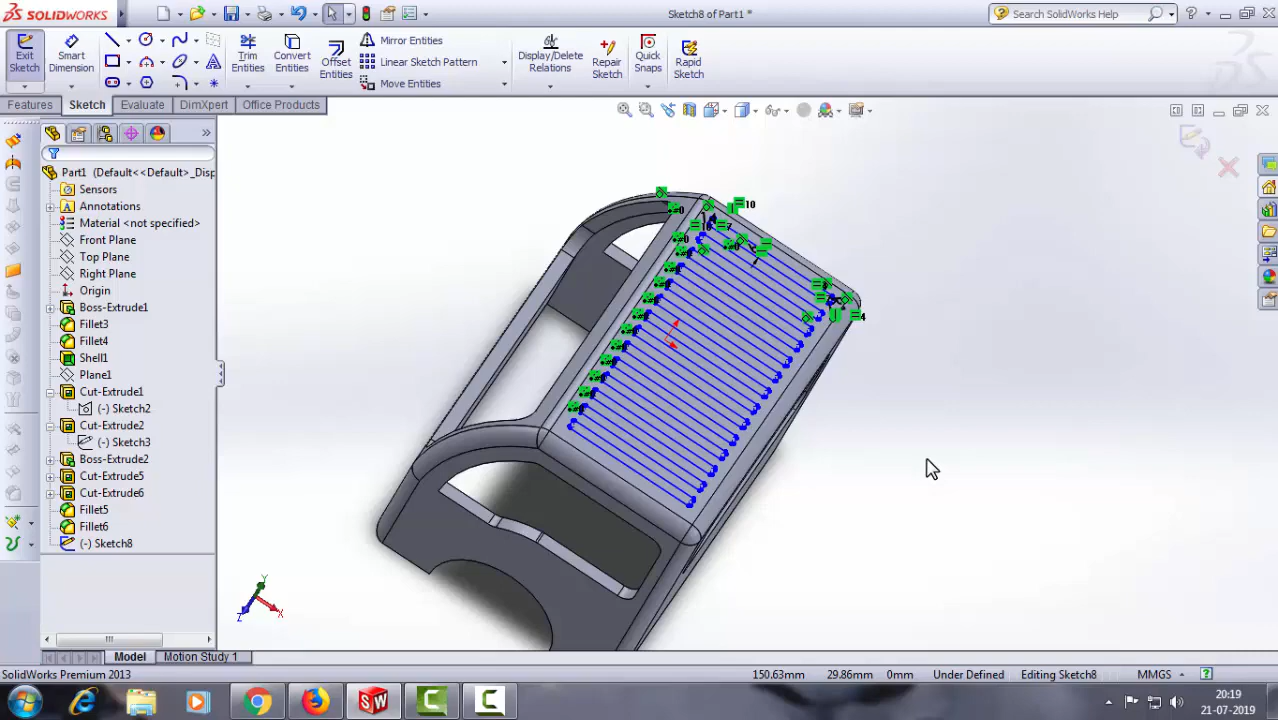 SOLIDWORKS
Sketch8 of Part1 *
Search SolidWorks Help
Exit Sketch
Smart Dimension
Trim Entities
Convert Entities
Offset Entities
Mirror Entities
Linear Sketch Pattern
Move Entities
Display/Delete Relations
Repair Sketch
Quick Snaps
Rapid Sketch
Features
Sketch
Evaluate
DimXpert
Office Products
Part1 (Default<<Default>_Disp
Sensors
Annotations
Material <not specified>
Front Plane
Top Plane
Right Plane
Origin
Boss-Extrude1
Fillet3
Fillet4
Shell1
Plane1
Cut-Extrude1
(-) Sketch2
Cut-Extrude2
(-) Sketch3
Boss-Extrude2
Cut-Extrude5
Cut-Extrude6
Fillet5
Fillet6
(-) Sketch8
10
4
Y
X
Z
Model
Motion Study 1
SolidWorks Premium 2013
150.63mm
29.86mm
0mm
Under Defined
Editing Sketch8
MMGS
20:19
21-07-2019